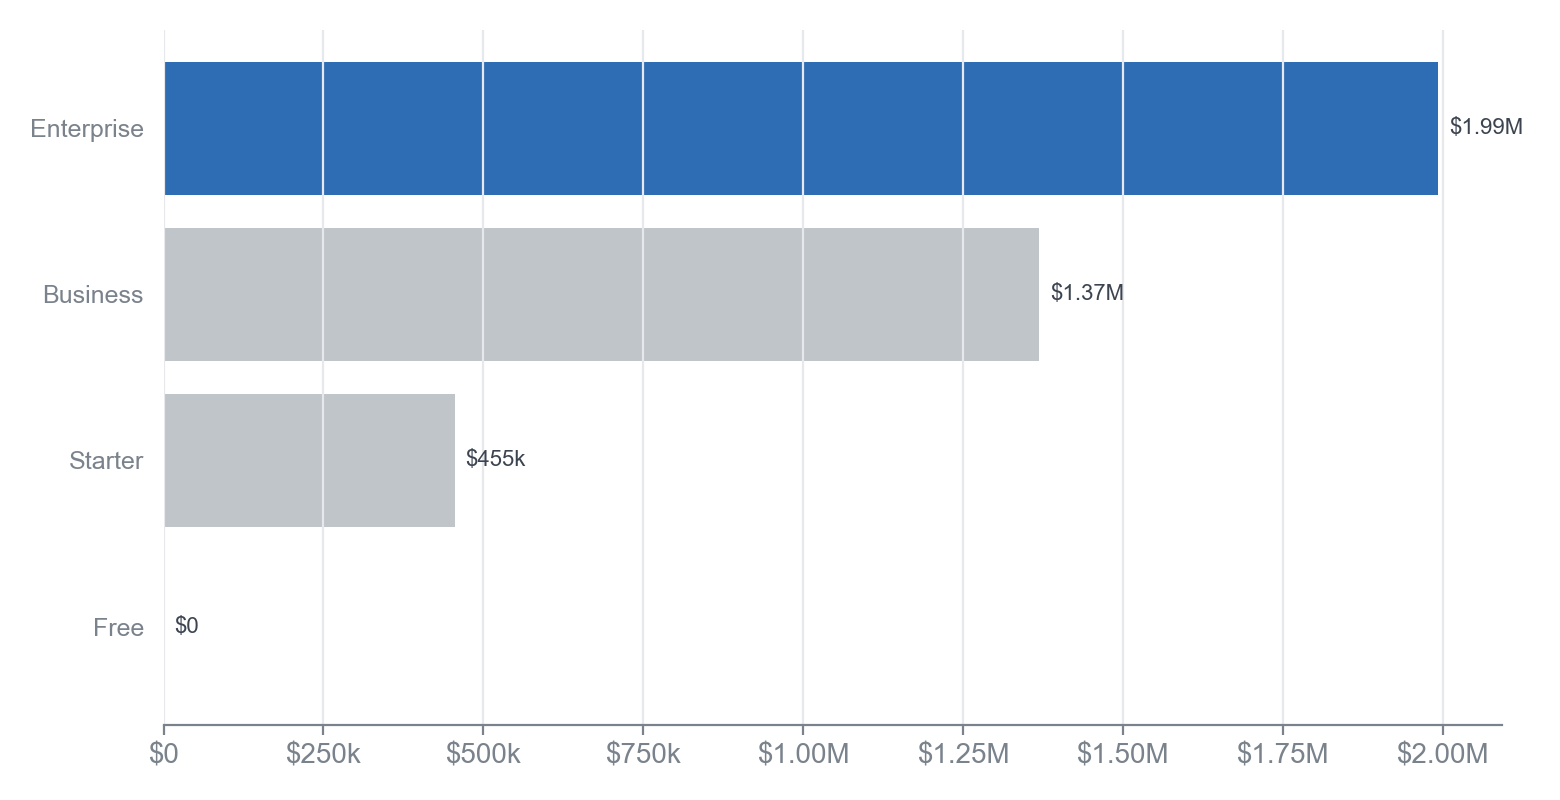 Enterprise $1.99M
Business $1.37M
Starter $455k
Free $0
$0 $250k $500k $750k $1.00M $1.25M $1.50M $1.75M $2.00M